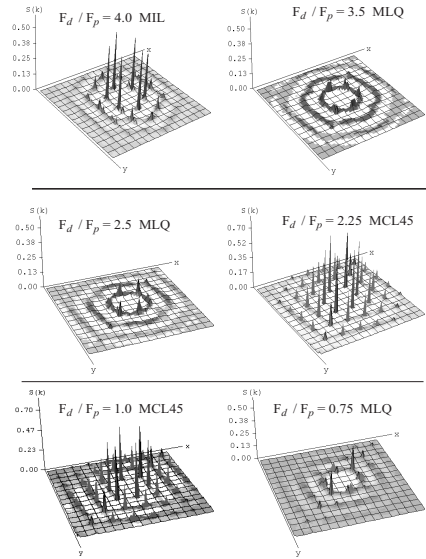 S(k)
F_d / F_p = 4.0 MIL
0.50
0.38
0.25
0.13
0.00
x
y
S(k)
F_d / F_p = 3.5 MLQ
0.50
0.38
0.25
0.13
0.00
x
y
S(k)
F_d / F_p = 2.5 MLQ
0.50
0.38
0.25
0.13
0.00
x
y
S(k)
F_d / F_p = 2.25 MCL45
0.70
0.52
0.35
0.17
0.00
x
y
S(k)
F_d / F_p = 1.0 MCL45
0.70
0.47
0.23
0.00
x
y
S(k)
F_d / F_p = 0.75 MLQ
0.50
0.38
0.25
0.13
0.00
x
y